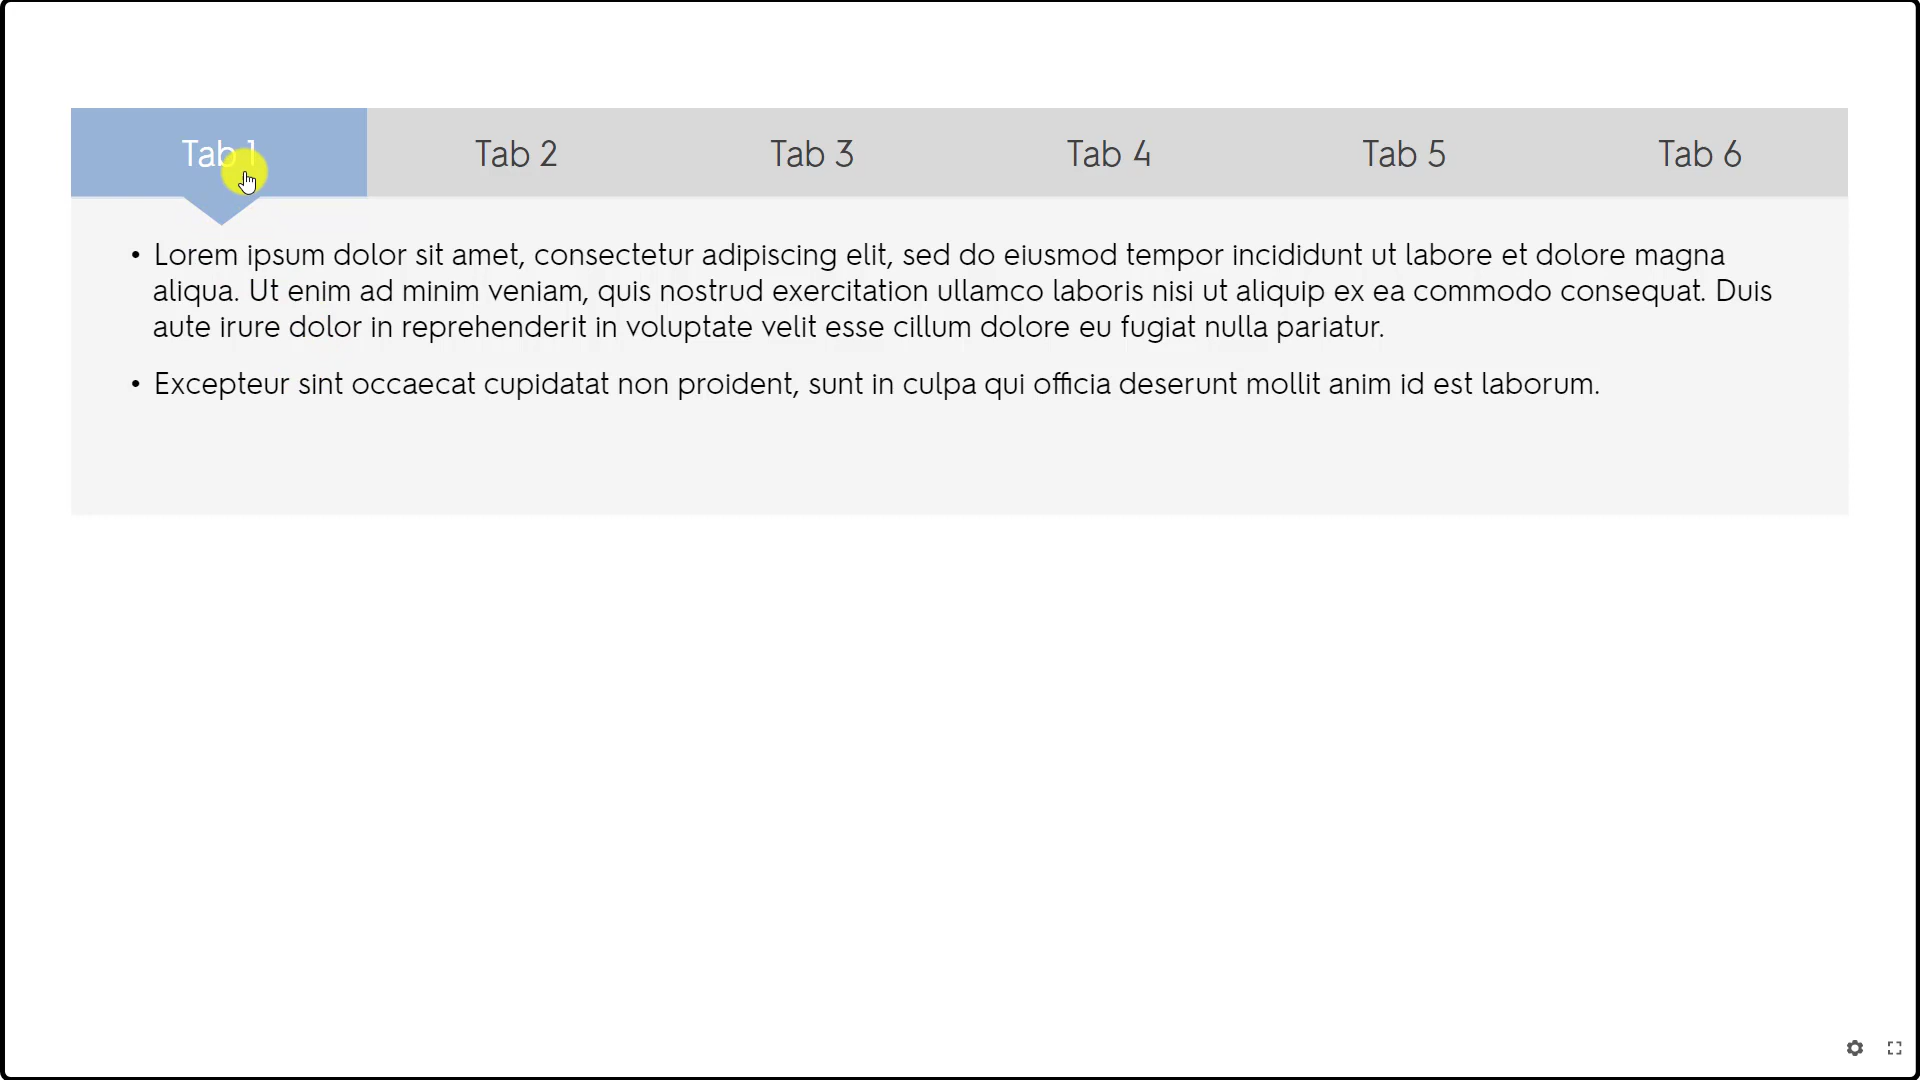 Tab 1 Tab 2 Tab 3 Tab 4 Tab 5 Tab 6
• Lorem ipsum dolor sit amet, consectetur adipiscing elit, sed do eiusmod tempor incididunt ut labore et dolore magna
aliqua. Ut enim ad minim veniam, quis nostrud exercitation ullamco laboris nisi ut aliquip ex ea commodo consequat. Duis
aute irure dolor in reprehenderit in voluptate velit esse cillum dolore eu fugiat nulla pariatur.
• Excepteur sint occaecat cupidatat non proident, sunt in culpa qui officia deserunt mollit anim id est laborum.